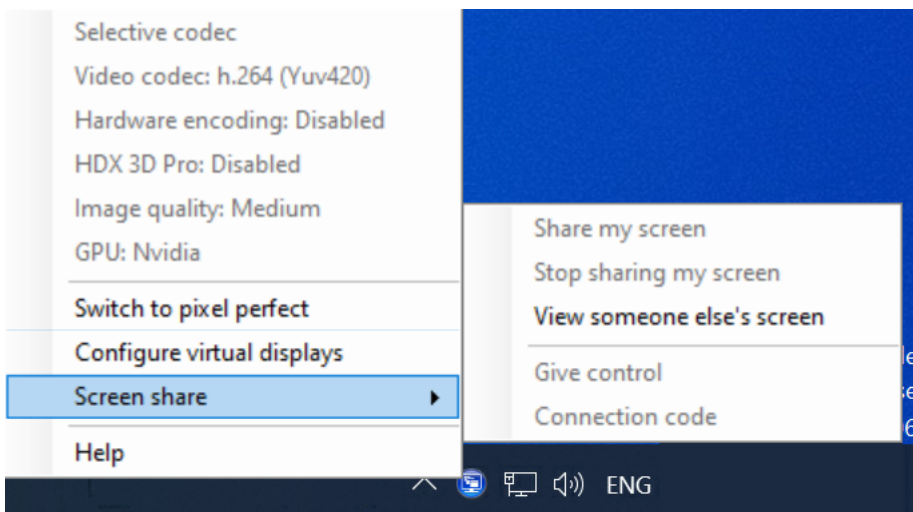 Selective codec
Video codec: h.264 (Yuv420)
Hardware encoding: Disabled
HDX 3D Pro: Disabled
Image quality: Medium
GPU: Nvidia
Switch to pixel perfect
Configure virtual displays
Screen share
Help
Share my screen
Stop sharing my screen
View someone else's screen
Give control
Connection code
ENG